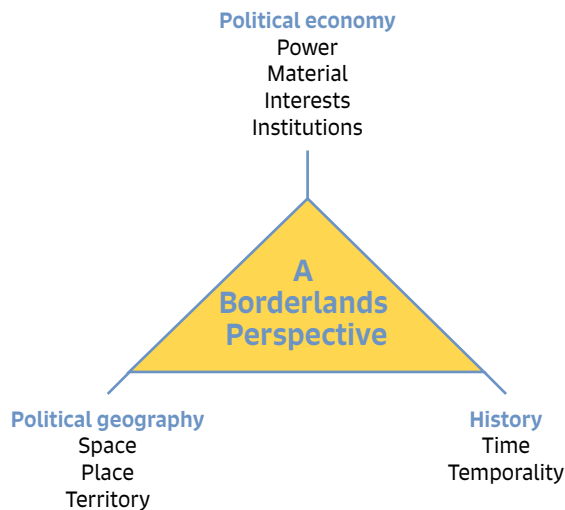 Political economy
Power
Material
Interests
Institutions
A
Borderlands
Perspective
Political geography
Space
Place
Territory
History
Time
Temporality